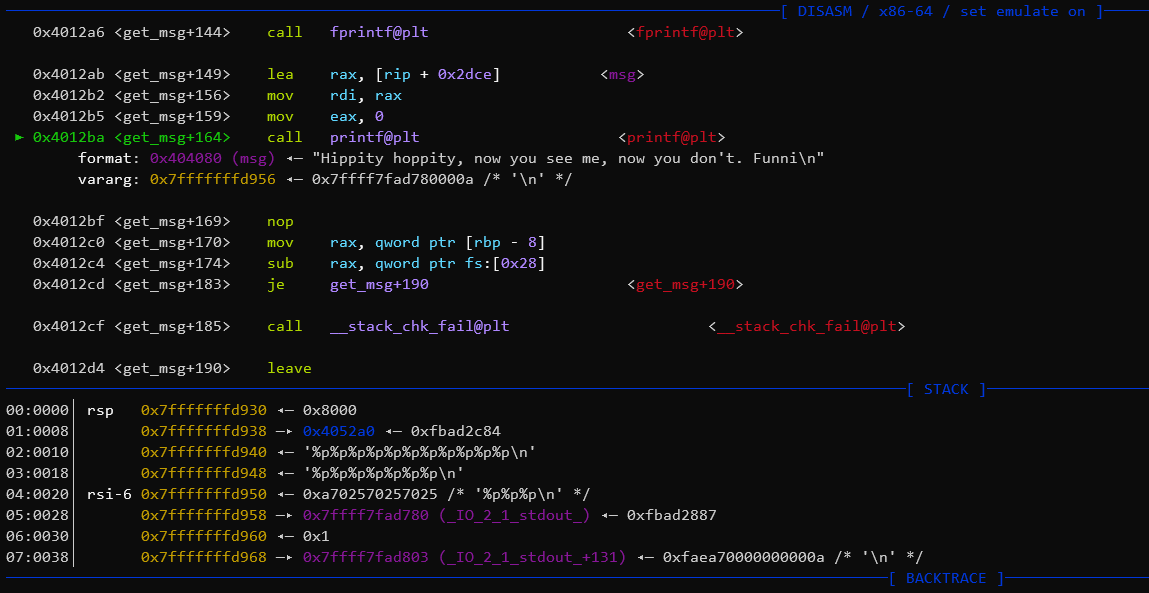 [ DISASM / x86-64 / set emulate on ]
0x4012a6 <get_msg+144> call fprintf@plt <fprintf@plt>
0x4012ab <get_msg+149> lea rax, [rip + 0x2dce] <msg>
0x4012b2 <get_msg+156> mov rdi, rax
0x4012b5 <get_msg+159> mov eax, 0
► 0x4012ba <get_msg+164> call printf@plt <printf@plt>
format: 0x404080 (msg) ◂— "Hippity hoppity, now you see me, now you don't. Funni\n"
vararg: 0x7fffffffd956 ◂— 0x7ffff7fad780000a /* '\n' */
0x4012bf <get_msg+169> nop
0x4012c0 <get_msg+170> mov rax, qword ptr [rbp - 8]
0x4012c4 <get_msg+174> sub rax, qword ptr fs:[0x28]
0x4012cd <get_msg+183> je get_msg+190 <get_msg+190>
0x4012cf <get_msg+185> call __stack_chk_fail@plt <__stack_chk_fail@plt>
0x4012d4 <get_msg+190> leave
[ STACK ]
00:0000│ rsp 0x7fffffffd930 ◂— 0x8000
01:0008│ 0x7fffffffd938 —▸ 0x4052a0 ◂— 0xfbad2c84
02:0010│ 0x7fffffffd940 ◂— '%p%p%p%p%p%p%p%p%p%p%p\n'
03:0018│ 0x7fffffffd948 ◂— '%p%p%p%p%p%p%p\n'
04:0020│ rsi-6 0x7fffffffd950 ◂— 0xa702570257025 /* '%p%p%p\n' */
05:0028│ 0x7fffffffd958 —▸ 0x7ffff7fad780 (_IO_2_1_stdout_) ◂— 0xfbad2887
06:0030│ 0x7fffffffd960 ◂— 0x1
07:0038│ 0x7fffffffd968 —▸ 0x7ffff7fad803 (_IO_2_1_stdout_+131) ◂— 0xfaea70000000000a /* '\n' */
[ BACKTRACE ]